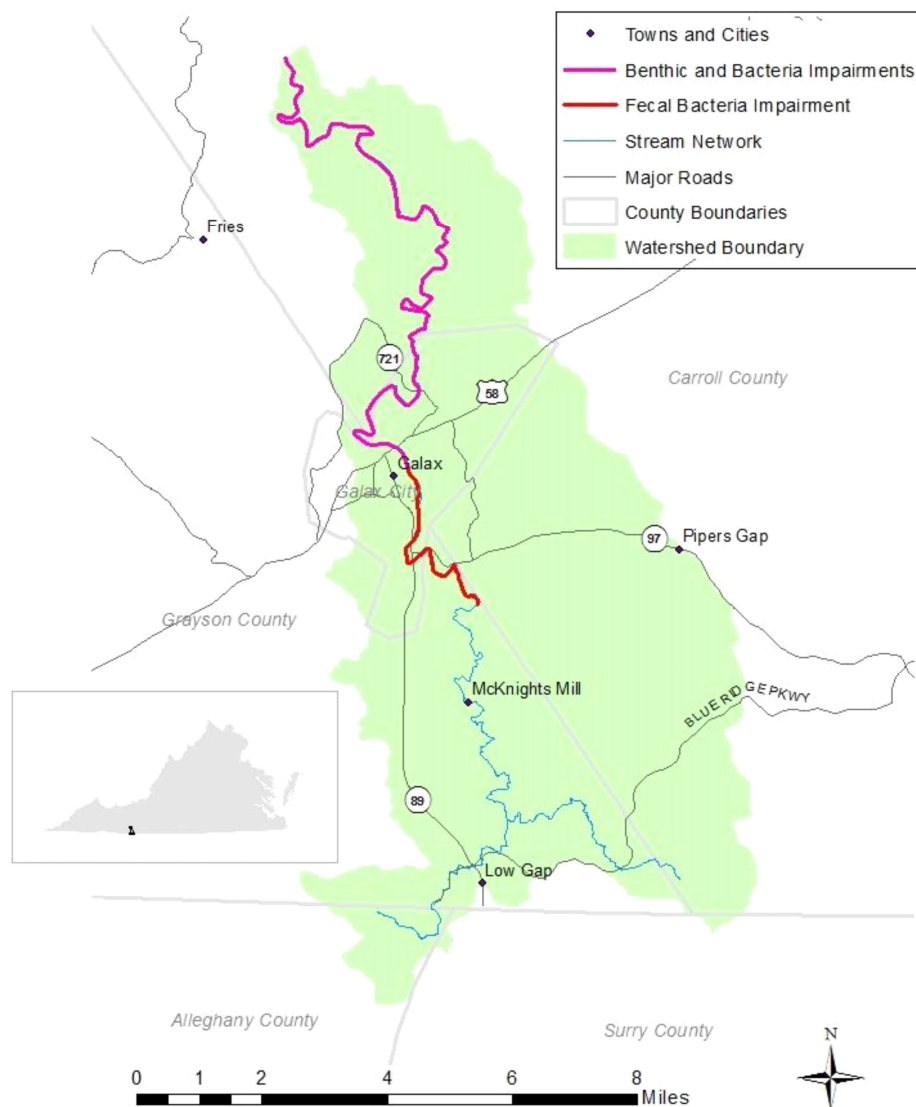 Towns and Cities
Benthic and Bacteria Impairments
Fecal Bacteria Impairment
Stream Network
Major Roads
County Boundaries
Watershed Boundary
Fries
721
58
Carroll County
Galax
Galax City
97
Pipers Gap
Grayson County
McKnights Mill
BLUE RIDGE PKWY
89
Low Gap
Alleghany County
Surry County
N
0 1 2 4 6 8
Miles